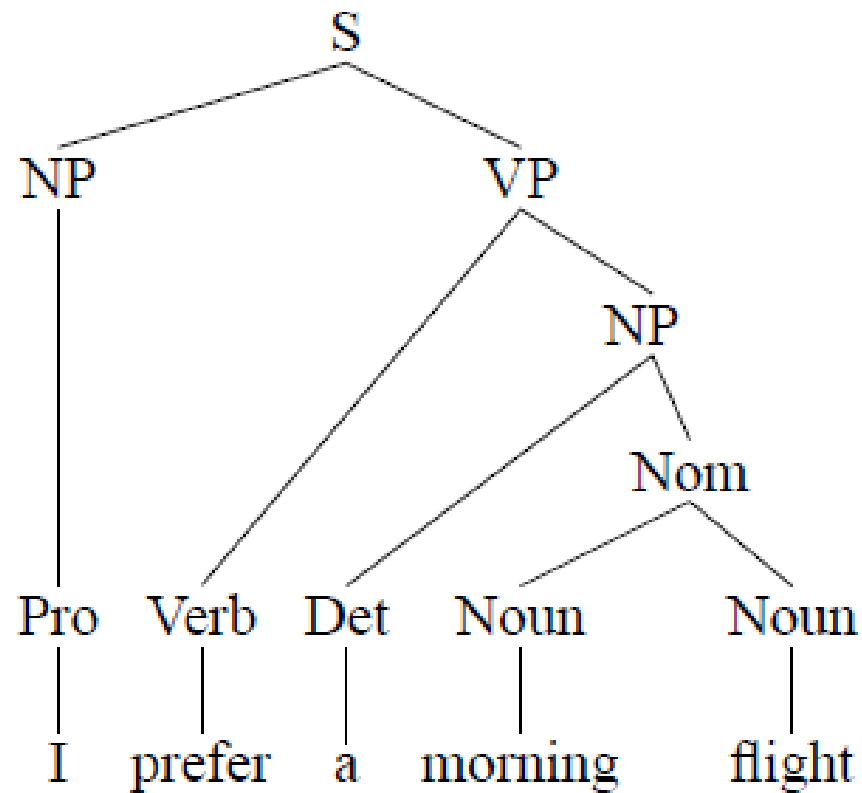 S
NP VP
NP
Nom
Pro Verb Det Noun Noun
I prefer a morning flight